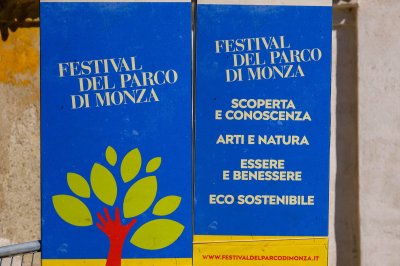 FESTIVAL
DEL PARCO
DI MONZA
FESTIVAL
DEL PARCO
DI MONZA
SCOPERTA
E CONOSCENZA
ARTI E NATURA
ESSERE
E BENESSERE
ECO SOSTENIBILE
WWW.FESTIVALDELPARCODIMONZA.IT